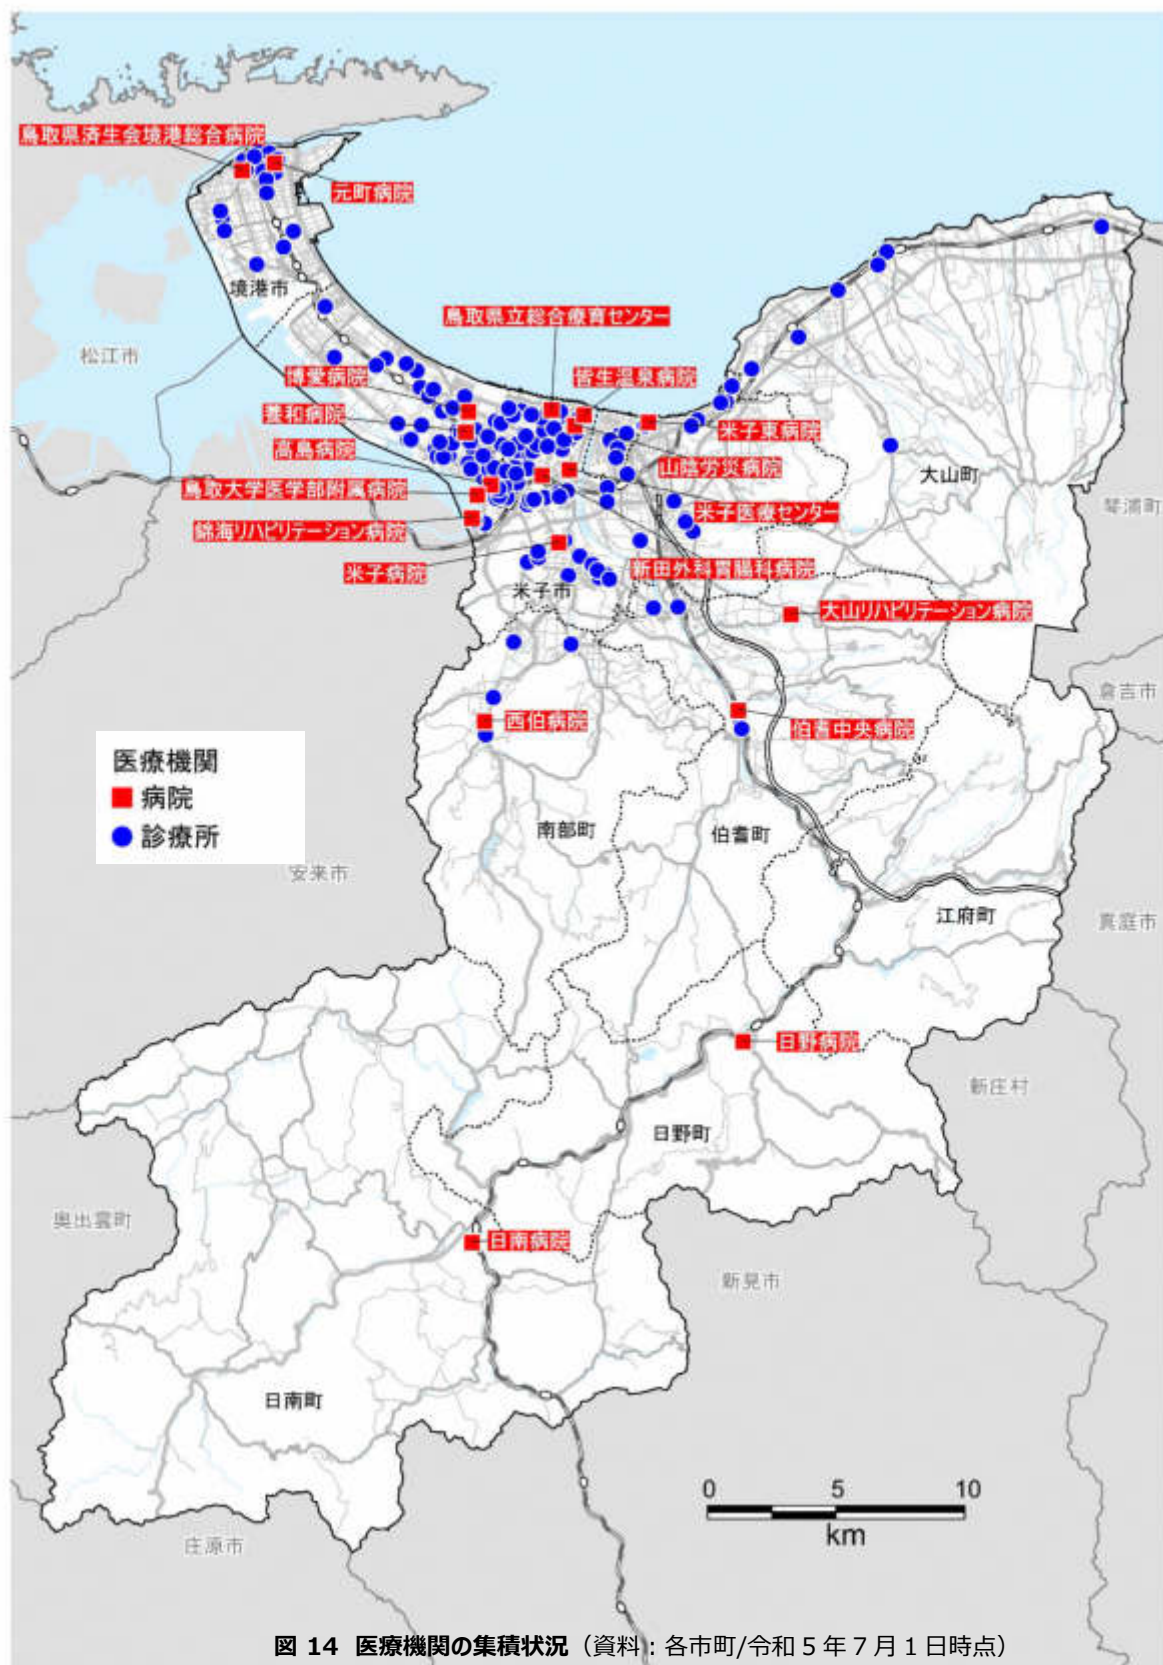 鳥取県済生会境港総合病院
元町病院
境港市
鳥取県立総合療育センター
松江市
博愛病院
皆生温泉病院
養和病院
米子東病院
高島病院
山陰労災病院
大山町
鳥取大学医学部附属病院
米子医療センター
琴浦町
錦海リハビリテーション病院
米子病院
新田外科胃腸科病院
米子市
大山リハビリテーション病院
倉吉市
西伯病院
伯耆中央病院
医療機関
病院
診療所
南部町
伯耆町
安来市
江府町
真庭市
日野病院
新庄村
日野町
奥出雲町
日南病院
新見市
日南町
0 5 10
km
庄原市
図 14 医療機関の集積状況（資料：各市町/令和 5 年 7 月 1 日時点）